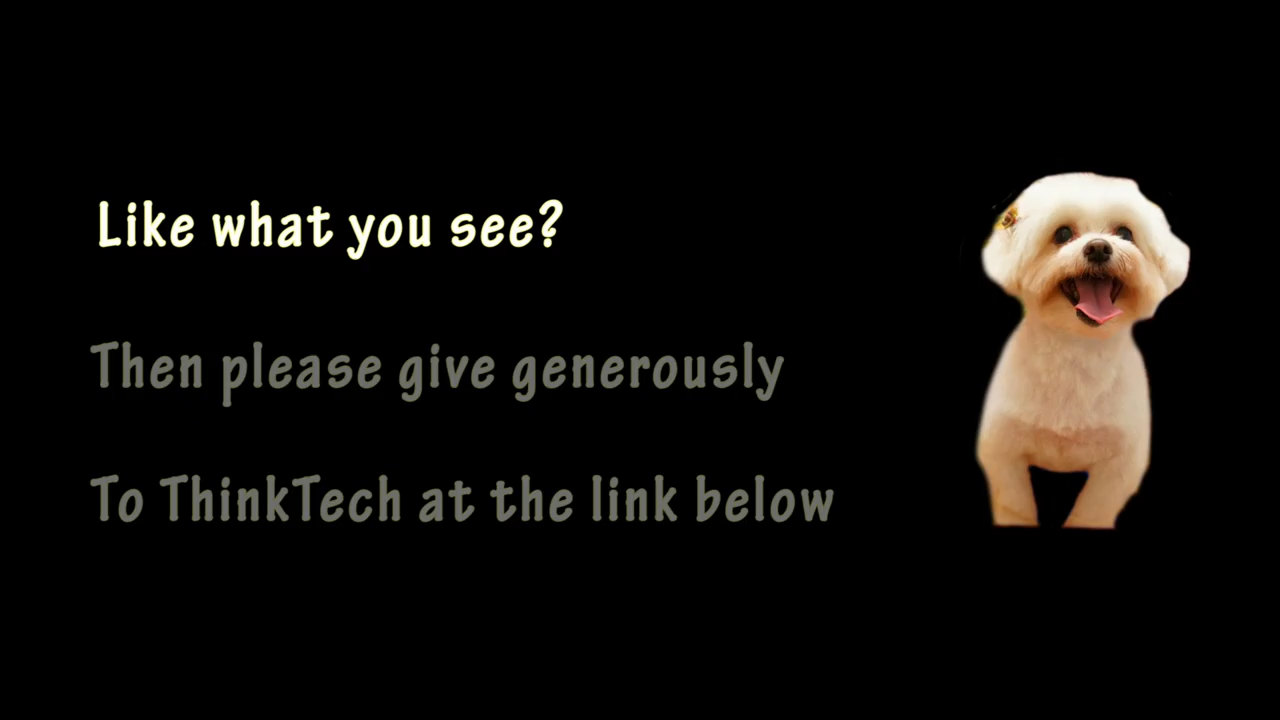 Like what you see?
Then please give generously
To ThinkTech at the link below